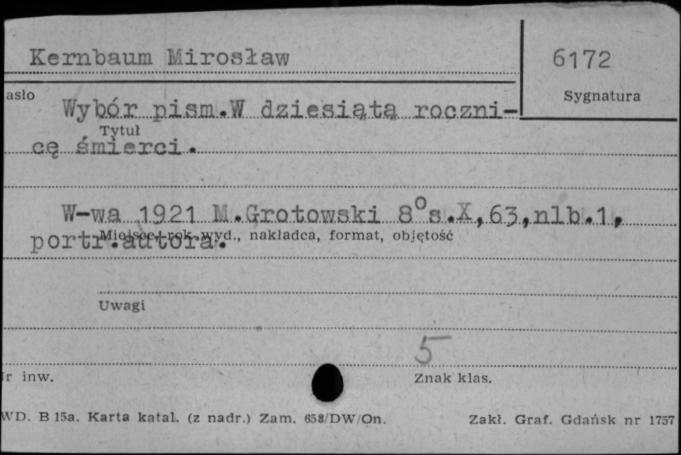 Kernbaum Mirosław
6172
asło
Sygnatura
Wybór pism.W dziesiątą roczni-
Tytuł
cę śmierci.
W-wa 1921 M.Grotowski 8°s.X,63,nlb.1,
Miejsce, rok wyd., nakładca, format, objętość
portr.autora.
Uwagi
5
r inw.
Znak klas.
WD. B 15a. Karta katal. (z nadr.) Zam. 658/DW/On.
Zakł. Graf. Gdańsk nr 1757